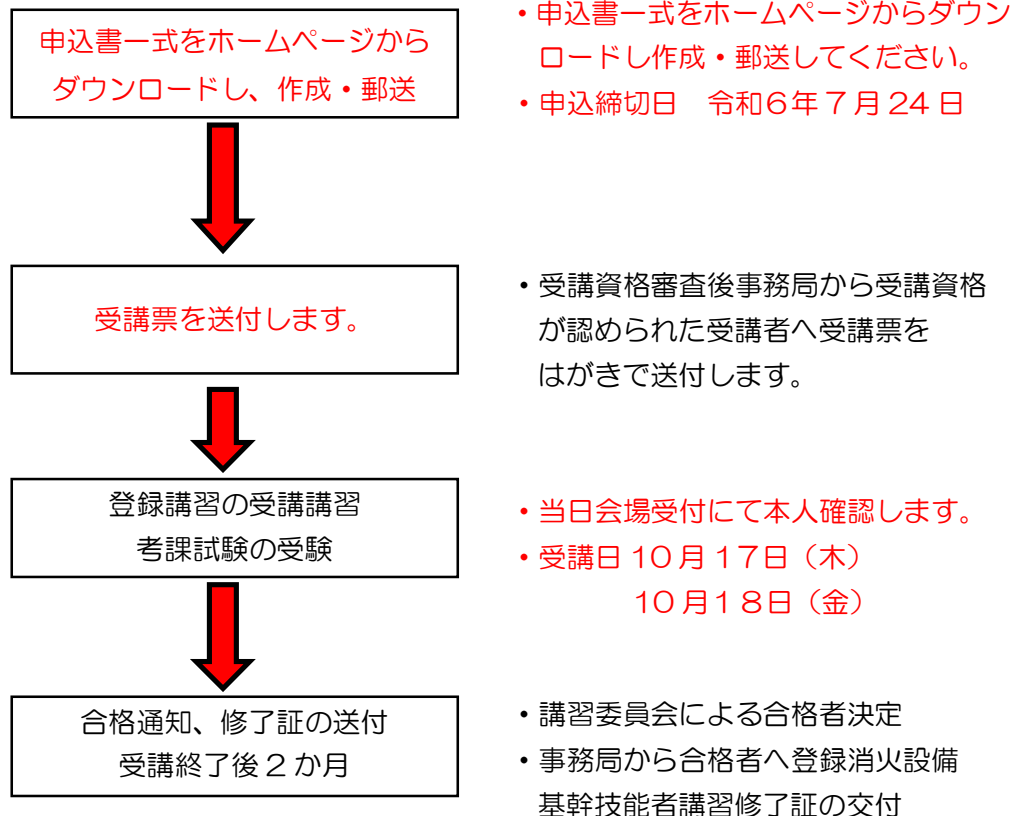 申込書一式をホームページから
ダウンロードし、作成・郵送
・申込書一式をホームページからダウン
ロードし作成・郵送してください。
・申込締切日　令和６年７月 24 日
受講票を送付します。
・受講資格審査後事務局から受講資格
が認められた受講者へ受講票を
はがきで送付します。
登録講習の受講講習
考課試験の受験
・当日会場受付にて本人確認します。
・受講日 10 月１７日（木）
10 月１８日（金）
合格通知、修了証の送付
受講終了後２か月
・講習委員会による合格者決定
・事務局から合格者へ登録消火設備
基幹技能者講習修了証の交付